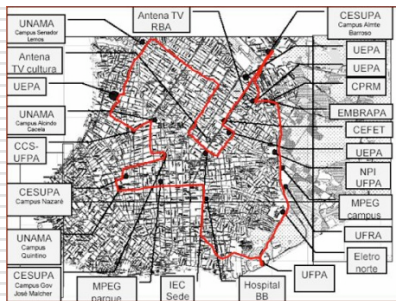 UNAMA
Campus Senador
Lemos
Antena
TV cultura
UEPA
UNAMA
Campus Alcindo
Cacela
CCS-
UFPA
CESUPA
Campus Nazaré
UNAMA
Campus
Quintino
CESUPA
Campus Gov
José Malcher
Antena TV
RBA
MPEG
parque
IEC
Sede
Hospital
BB
UFPA
CESUPA
Campus Almte
Barroso
UEPA
UEPA
CPRM
EMBRAPA
CEFET
UEPA
NPI
UFPA
MPEG
campus
UFRA
Eletro
norte